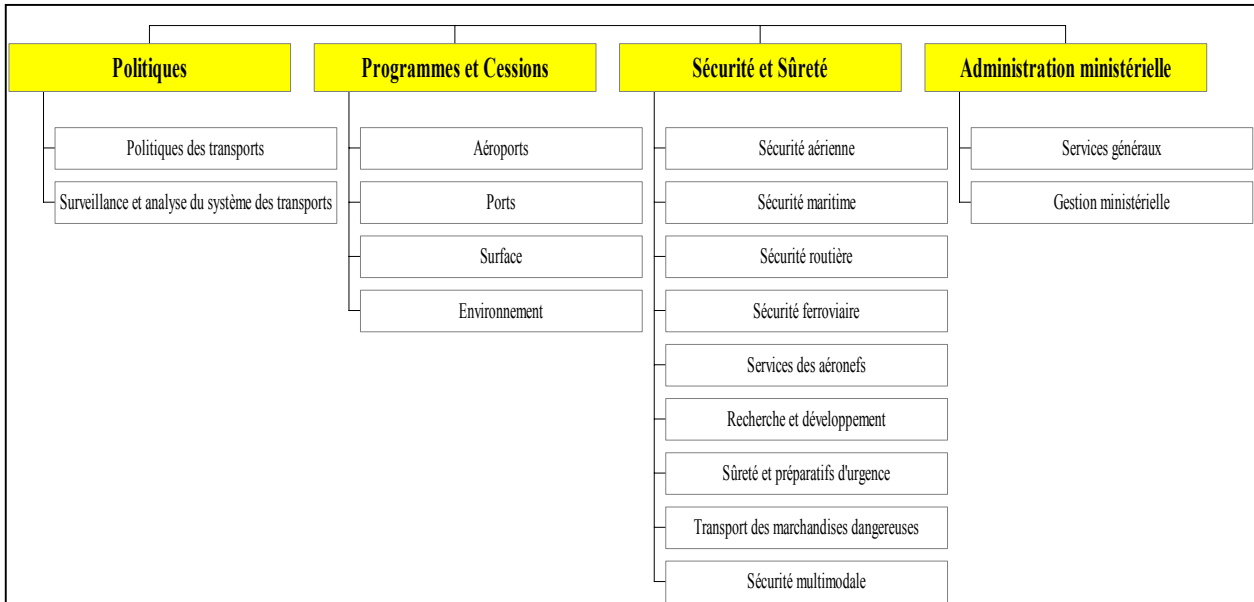 Politiques
Politiques des transports
Surveillance et analyse du système des transports
Programmes et Cessions
Aéroports
Ports
Surface
Environnement
Sécurité et Sûreté
Sécurité aérienne
Sécurité maritime
Sécurité routière
Sécurité ferroviaire
Services des aéronefs
Recherche et développement
Sûreté et préparatifs d'urgence
Transport des marchandises dangereuses
Sécurité multimodale
Administration ministérielle
Services généraux
Gestion ministérielle